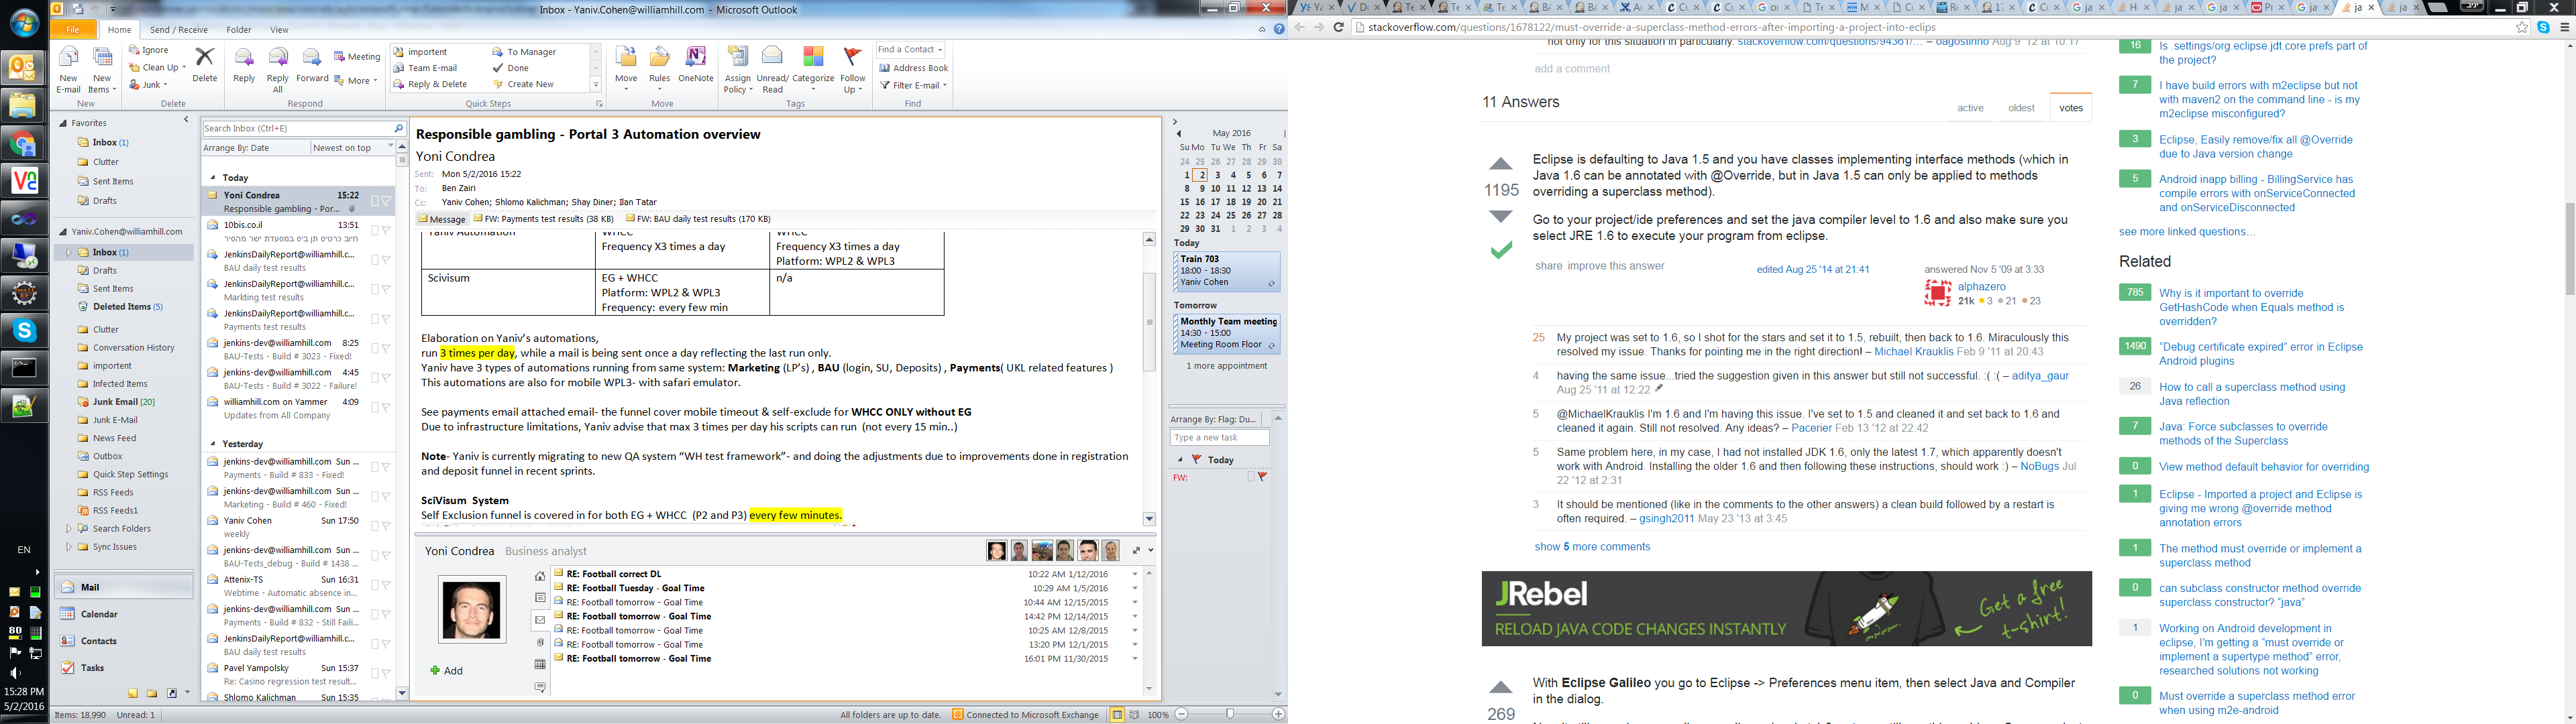 Inbox - Yaniv.Cohen@williamhill.com - Microsoft Outlook
File Home Send / Receive Folder View
New E-mail
New Items
New
Ignore
Clean Up
Junk
Delete
Delete
Reply
Reply All
Forward
Meeting
More
Respond
importent
Team E-mail
Reply & Delete
To Manager
Done
Create New
Quick Steps
Move
Rules
OneNote
Move
Assign Policy
Unread/ Read
Categorize
Follow Up
Tags
Find a Contact
Address Book
Filter E-mail
Find
Favorites
Inbox (1)
Clutter
Sent Items
Drafts
Yaniv.Cohen@williamhill.com
Inbox (1)
Drafts
Sent Items
Deleted Items (5)
Clutter
Conversation History
importent
Infected Items
Junk Email [20]
Junk E-Mail
News Feed
Outbox
Quick Step Settings
RSS Feeds
RSS Feeds1
Search Folders
Sync Issues
Mail
Calendar
Contacts
Tasks
EN
15:28 PM
5/2/2016
Items: 18,990 Unread: 1
Search Inbox (Ctrl+E)
Arrange By: Date Newest on top
Today
Yoni Condrea 15:22
Responsible gambling - Por...
10bis.co.il 13:51
חיוב כרטיס תן ביס במסעדת ישר מהסיר
JenkinsDailyReport@williamhill.c...
BAU daily test results
JenkinsDailyReport@williamhill.c...
Markting test results
JenkinsDailyReport@williamhill.c...
Payments test results
jenkins-dev@williamhill.com 8:25
BAU-Tests - Build # 3023 - Fixed!
jenkins-dev@williamhill.com 4:45
BAU-Tests - Build # 3022 - Failure!
williamhill.com on Yammer 4:09
Updates from All Company
Yesterday
jenkins-dev@williamhill.com Sun ...
Payments - Build # 833 - Fixed!
jenkins-dev@williamhill.com Sun ...
Marketing - Build # 460 - Fixed!
Yaniv Cohen Sun 17:50
weekly
jenkins-dev@williamhill.com Sun ...
BAU-Tests_debug - Build # 1438 ...
Attenix-TS Sun 16:31
Webtime - Automatic absence in...
jenkins-dev@williamhill.com Sun ...
Payments - Build # 832 - Still Faili...
JenkinsDailyReport@williamhill.c...
BAU daily test results
Pavel Yampolsky Sun 15:37
Re: Casino regression test result...
Shlomo Kalichman Sun 15:35
Responsible gambling - Portal 3 Automation overview
Yoni Condrea
Sent: Mon 5/2/2016 15:22
To: Ben Zairi
Cc: Yaniv Cohen; Shlomo Kalichman; Shay Diner; Ilan Tatar
Message FW: Payments test results (38 KB) FW: BAU daily test results (170 KB)
Yaniv Automation WHCC WHCC
Frequency X3 times a day Frequency X3 times a day
Platform: WPL2 & WPL3
Scivisum EG + WHCC n/a
Platform: WPL2 & WPL3
Frequency: every few min
Elaboration on Yaniv's automations,
run 3 times per day, while a mail is being sent once a day reflecting the last run only.
Yaniv have 3 types of automations running from same system: Marketing (LP's) , BAU (login, SU, Deposits) , Payments( UKL related features )
This automations are also for mobile WPL3- with safari emulator.
See payments email attached email- the funnel cover mobile timeout & self-exclude for WHCC ONLY without EG
Due to infrastructure limitations, Yaniv advise that max 3 times per day his scripts can run (not every 15 min..)
Note- Yaniv is currently migrating to new QA system "WH test framework"- and doing the adjustments due to improvements done in registration
and deposit funnel in recent sprints.
SciVisum System
Self Exclusion funnel is covered in for both EG + WHCC (P2 and P3) every few minutes.
Yoni Condrea Business analyst
Add
RE: Football correct DL 10:22 AM 1/12/2016
RE: Football Tuesday - Goal Time 10:29 AM 1/5/2016
RE: Football tomorrow - Goal Time 10:44 AM 12/15/2015
RE: Football tomorrow - Goal Time 14:42 PM 12/14/2015
RE: Football tomorrow - Goal Time 10:25 AM 12/8/2015
RE: Football tomorrow - Goal Time 13:20 PM 12/1/2015
RE: Football tomorrow - Goal Time 16:01 PM 11/30/2015
All folders are up to date. Connected to Microsoft Exchange 100%
May 2016
Su Mo Tu We Th Fr Sa
24 25 26 27 28 29 30
1 2 3 4 5 6 7
8 9 10 11 12 13 14
15 16 17 18 19 20 21
22 23 24 25 26 27 28
29 30 31 1 2 3 4
Today
Train 703
18:00 - 18:30
Yaniv Cohen
Tomorrow
Monthly Team meeting
14:30 - 15:00
Meeting Room Floor
1 more appointment
Arrange By: Flag: Du...
Type a new task
Today
FW:
stackoverflow.com/questions/1678122/must-override-a-superclass-method-errors-after-importing-a-project-into-eclips
not only for this situation in particularly. stackoverflow.com/questions/94361/... – oagostinho Aug 9 '12 at 10:17
add a comment
11 Answers
active oldest votes
1195
Eclipse is defaulting to Java 1.5 and you have classes implementing interface methods (which in
Java 1.6 can be annotated with @Override, but in Java 1.5 can only be applied to methods
overriding a superclass method).
Go to your project/ide preferences and set the java compiler level to 1.6 and also make sure you
select JRE 1.6 to execute your program from eclipse.
share improve this answer
edited Aug 25 '14 at 21:41
answered Nov 5 '09 at 3:33
alphazero
21k 3 21 23
25 My project was set to 1.6, so I shot for the stars and set it to 1.5, rebuilt, then back to 1.6. Miraculously this
resolved my issue. Thanks for pointing me in the right direction! – Michael Krauklis Feb 9 '11 at 20:43
4 having the same issue...tried the suggestion given in this answer but still not successful. :( :( – aditya_gaur
Aug 25 '11 at 12:22
5 @MichaelKrauklis I'm 1.6 and I'm having this issue. I've set to 1.5 and cleaned it and set back to 1.6 and
cleaned it again. Still not resolved. Any ideas? – Pacerier Feb 13 '12 at 22:42
5 Same problem here, in my case, I had not installed JDK 1.6, only the latest 1.7, which apparently doesn't
work with Android. Installing the older 1.6 and then following these instructions, should work :) – NoBugs Jul
22 '12 at 2:31
3 It should be mentioned (like in the comments to the other answers) a clean build followed by a restart is
often required. – gsingh2011 May 23 '13 at 3:45
show 5 more comments
JRebel
RELOAD JAVA CODE CHANGES INSTANTLY
Get a free
t-shirt!
269
With Eclipse Galileo you go to Eclipse -> Preferences menu item, then select Java and Compiler
in the dialog.
16 Is .settings/org.eclipse.jdt.core.prefs part of
the project?
7 I have build errors with m2eclipse but not
with maven2 on the command line - is my
m2eclipse misconfigured?
3 Eclipse, Easily remove/fix all @Override
due to Java version change
5 Android inapp billing - BillingService has
compile errors with onServiceConnected
and onServiceDisconnected
see more linked questions...
Related
785 Why is it important to override
GetHashCode when Equals method is
overridden?
1490 "Debug certificate expired" error in Eclipse
Android plugins
26 How to call a superclass method using
Java reflection
7 Java: Force subclasses to override
methods of the Superclass
0 View method default behavior for overriding
1 Eclipse - Imported a project and Eclipse is
giving me wrong @override method
annotation errors
1 The method must override or implement a
superclass method
0 can subclass constructor method override
superclass constructor? "java"
1 Working on Android development in
eclipse, I'm getting a "must override or
implement a supertype method" error,
researched solutions not working
0 Must override a superclass method error
when using m2e-android